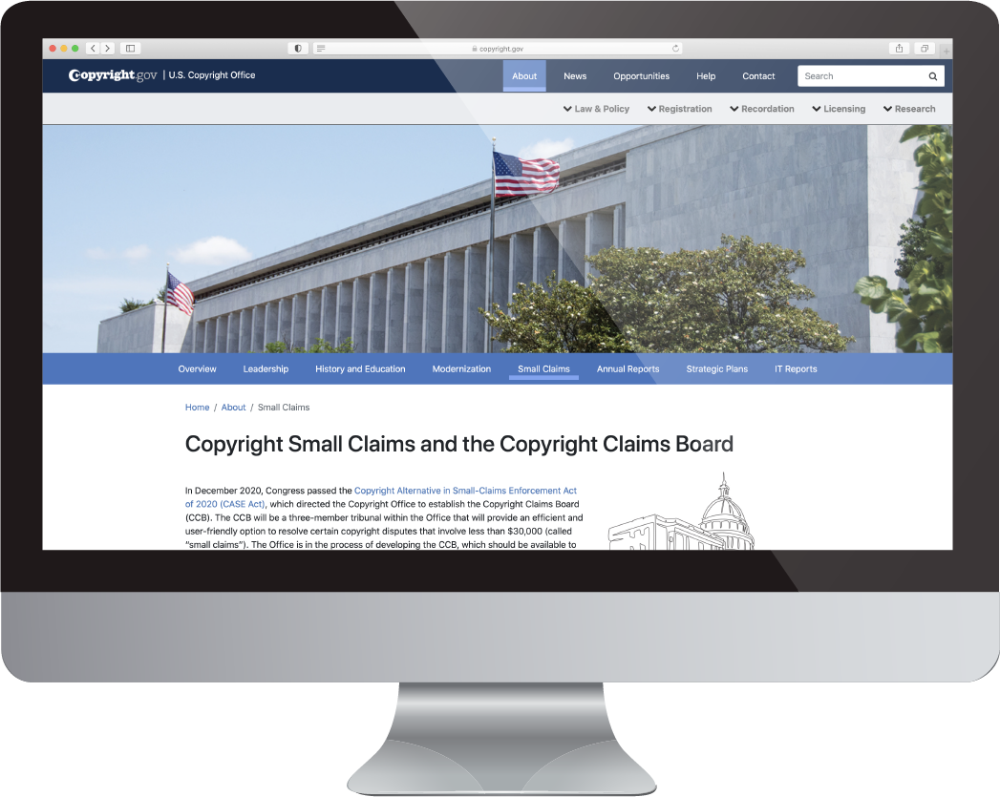 copyright.gov
Copyright.gov | U.S. Copyright Office About News Opportunities Help Contact Search
Law & Policy Registration Recordation Licensing Research
Overview Leadership History and Education Modernization Small Claims Annual Reports Strategic Plans IT Reports
Home / About / Small Claims
Copyright Small Claims and the Copyright Claims Board
In December 2020, Congress passed the Copyright Alternative in Small-Claims Enforcement Act
of 2020 (CASE Act), which directed the Copyright Office to establish the Copyright Claims Board
(CCB). The CCB will be a three-member tribunal within the Office that will provide an efficient and
user-friendly option to resolve certain copyright disputes that involve less than $30,000 (called
“small claims”). The Office is in the process of developing the CCB, which should be available to